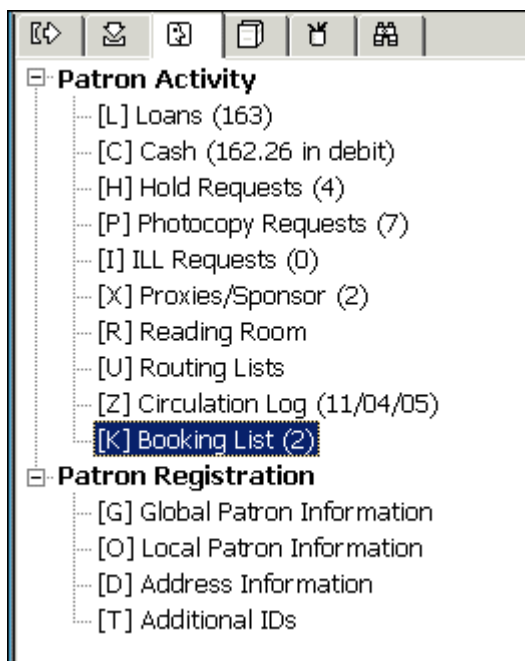 Patron Activity
[L] Loans (163)
[C] Cash (162.26 in debit)
[H] Hold Requests (4)
[P] Photocopy Requests (7)
[I] ILL Requests (0)
[X] Proxies/Sponsor (2)
[R] Reading Room
[U] Routing Lists
[Z] Circulation Log (11/04/05)
[K] Booking List (2)
Patron Registration
[G] Global Patron Information
[O] Local Patron Information
[D] Address Information
[T] Additional IDs